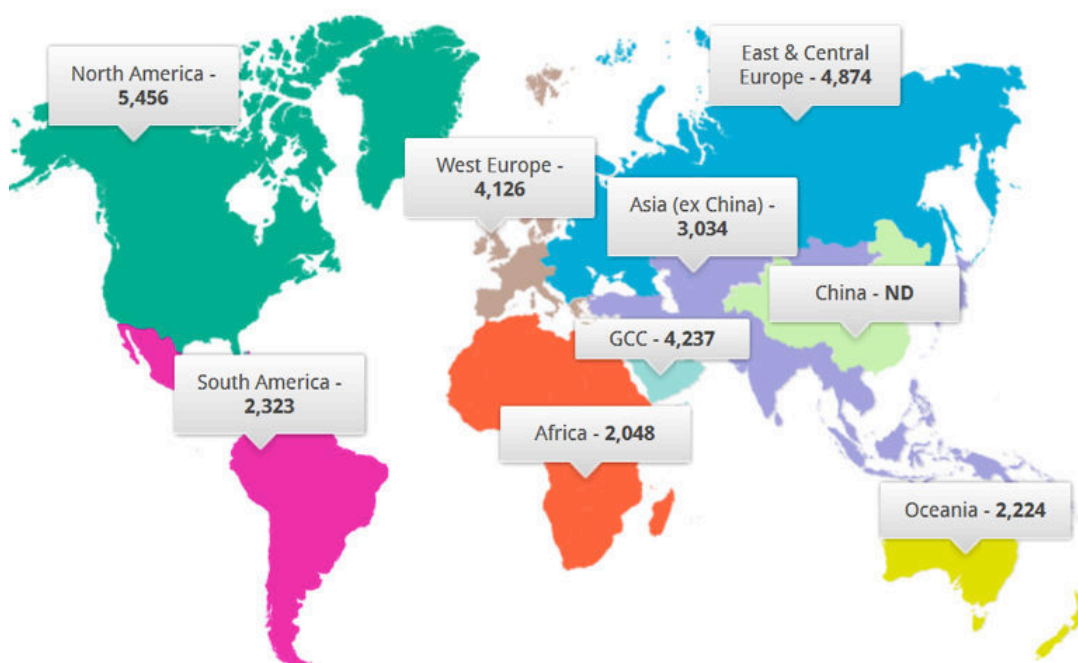 North America -
5,456
East & Central
Europe - 4,874
West Europe -
4,126
Asia (ex China) -
3,034
China - ND
GCC - 4,237
South America -
2,323
Africa - 2,048
Oceania - 2,224